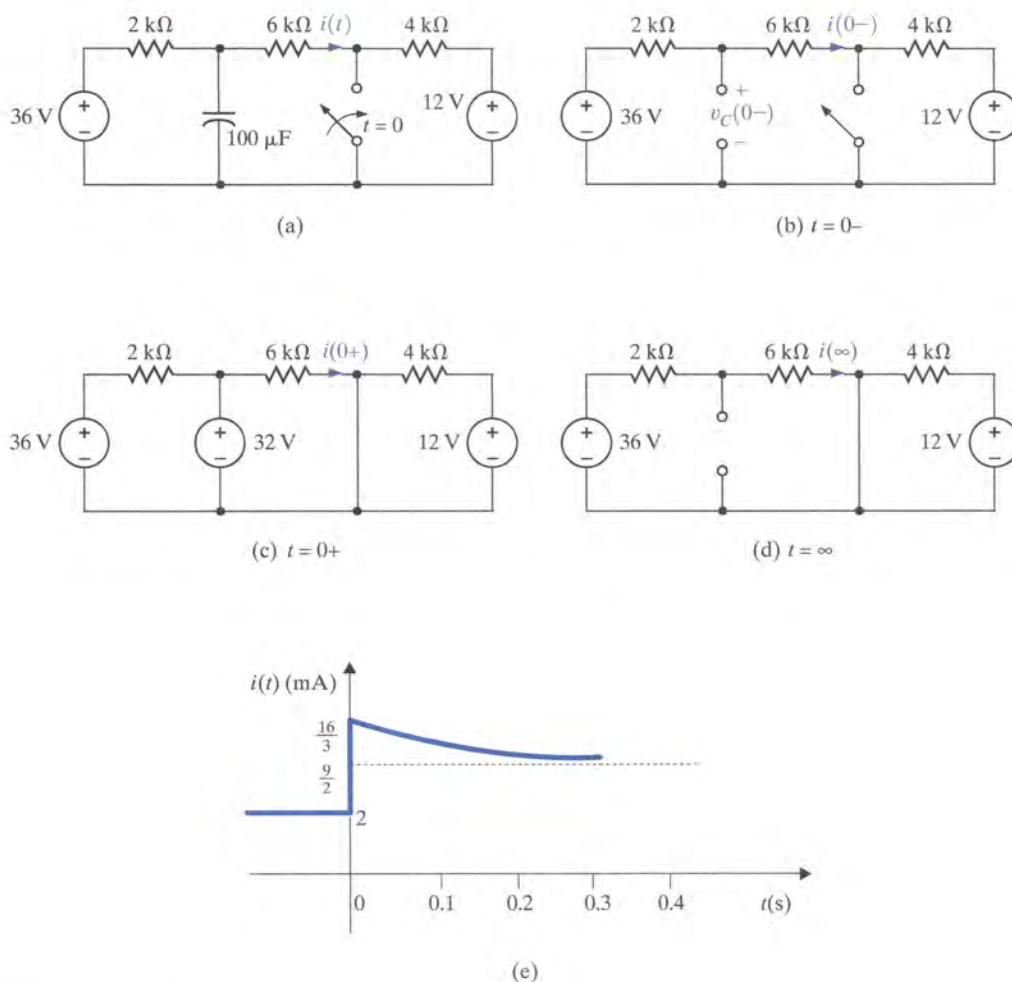 2 kΩ 6 kΩ i(t) 4 kΩ
36 V
100 μF
t = 0
12 V
(a)
2 kΩ 6 kΩ i(0−) 4 kΩ
36 V
+
v_C(0−)
−
12 V
(b) t = 0−
2 kΩ 6 kΩ i(0+) 4 kΩ
36 V
32 V
12 V
(c) t = 0+
2 kΩ 6 kΩ i(∞) 4 kΩ
36 V
12 V
(d) t = ∞
i(t) (mA)
16/3
9/2
2
0 0.1 0.2 0.3 0.4 t(s)
(e)